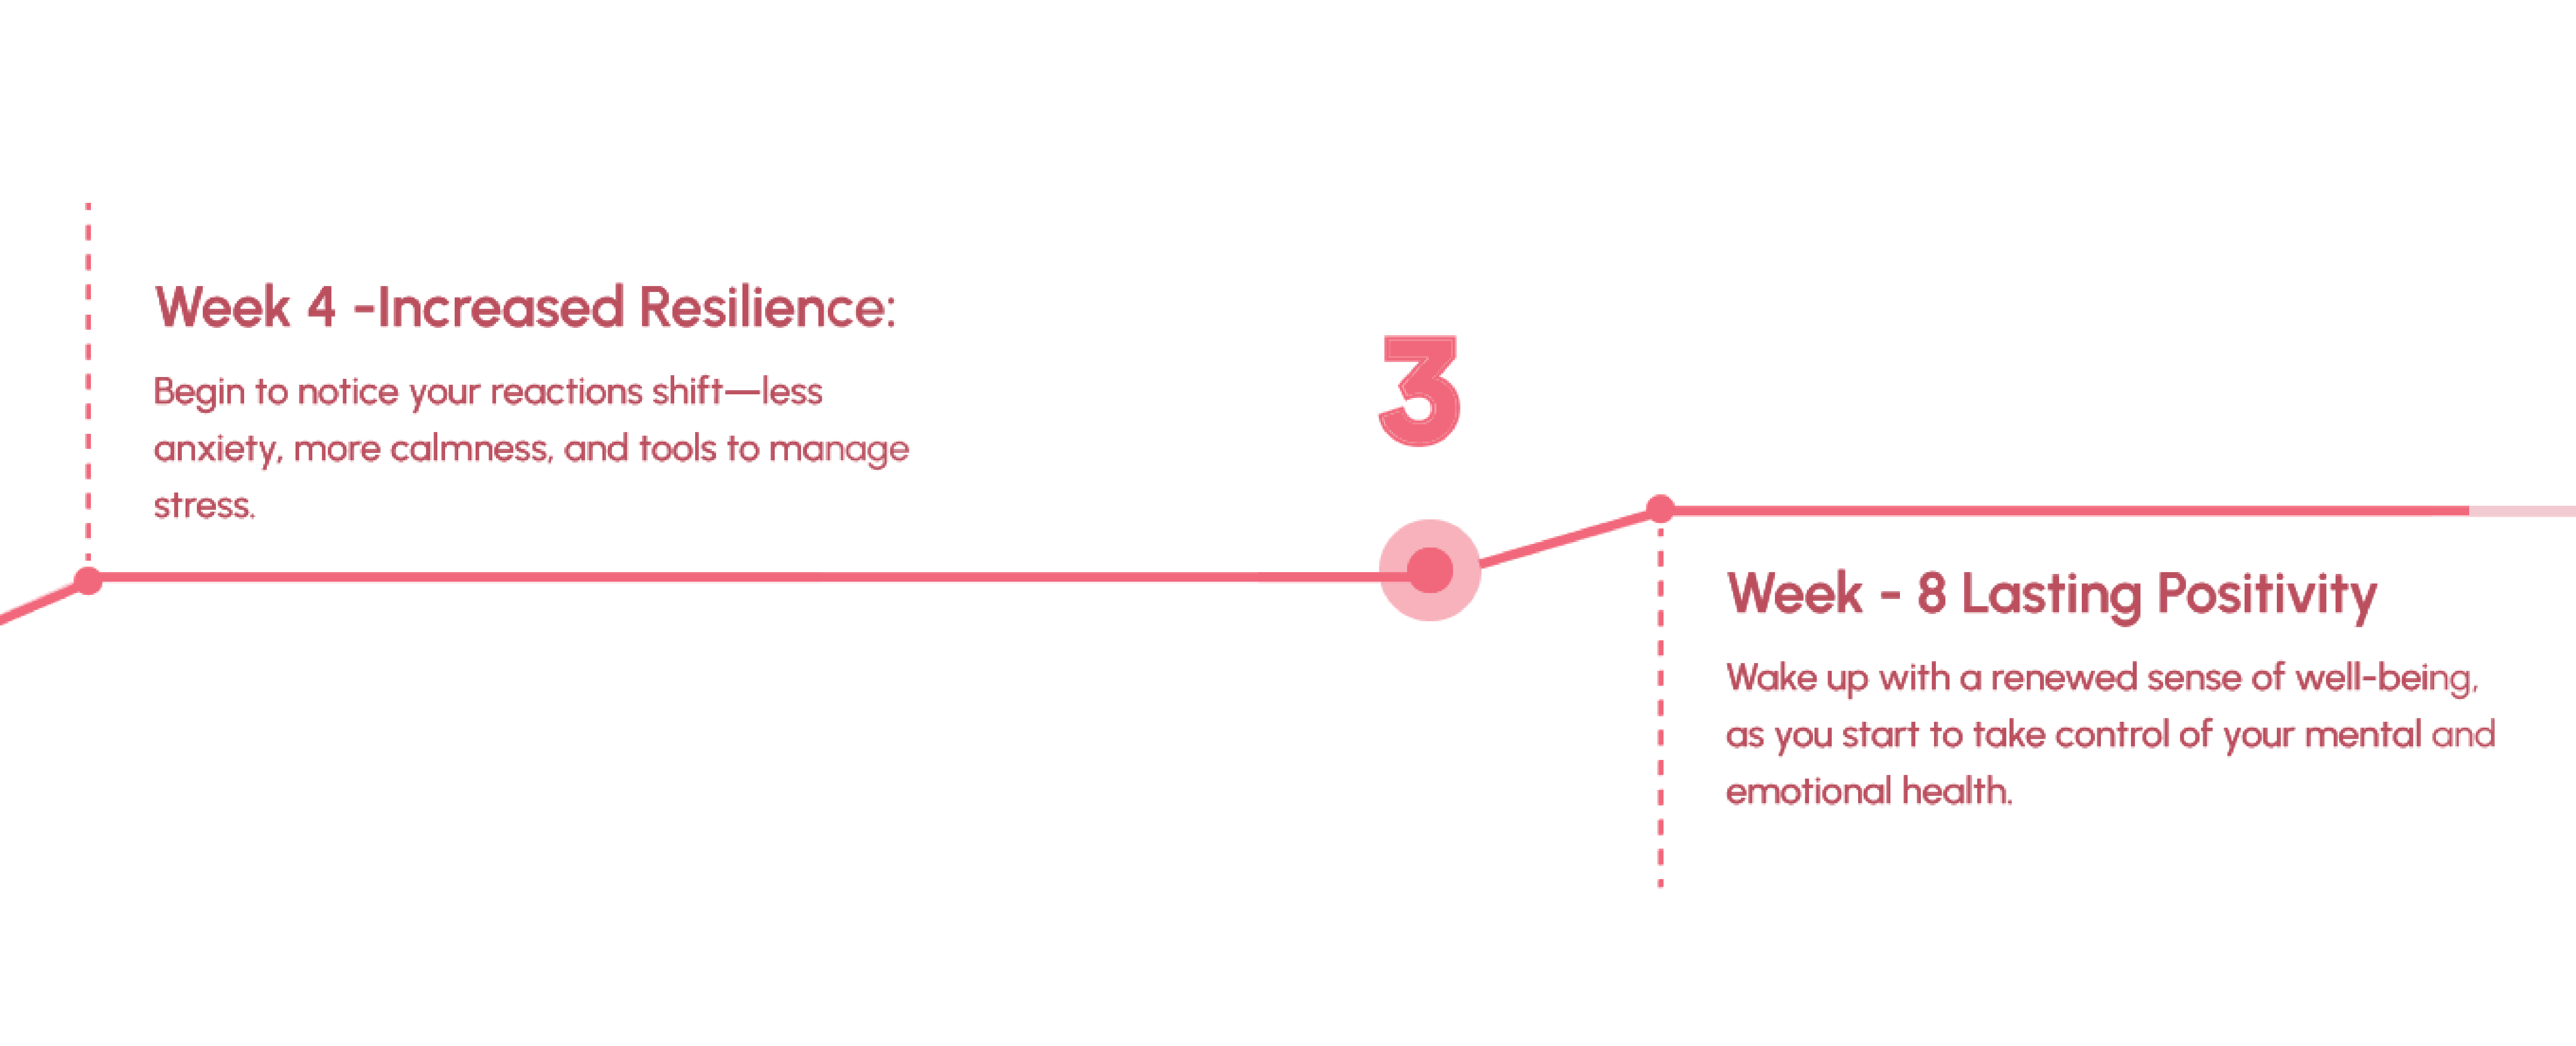 Week 4 -Increased Resilience:
Begin to notice your reactions shift—less
anxiety, more calmness, and tools to manage
stress.
3
Week - 8 Lasting Positivity
Wake up with a renewed sense of well-being,
as you start to take control of your mental and
emotional health.